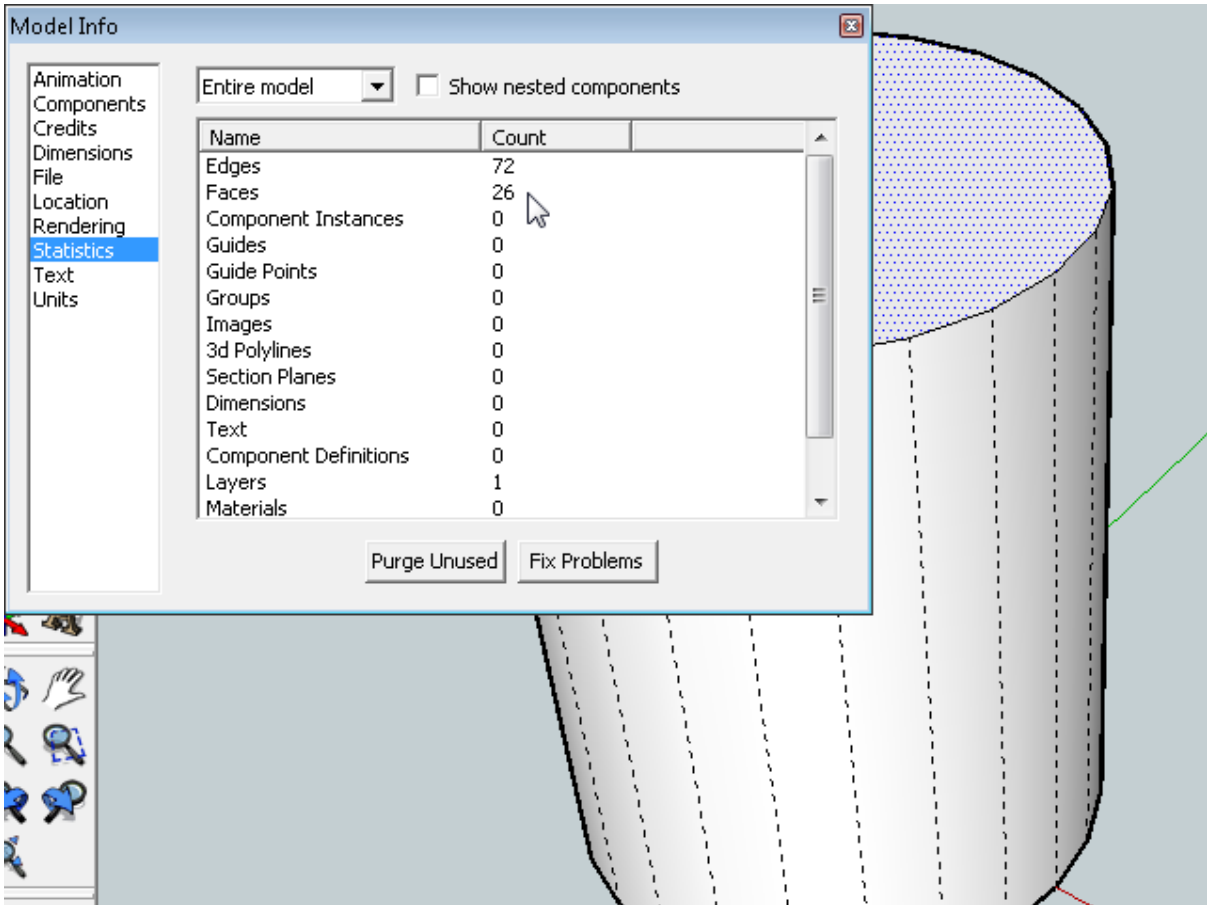 Model Info
Animation
Components
Credits
Dimensions
File
Location
Rendering
Statistics
Text
Units
Entire model
Show nested components
Name Count
Edges 72
Faces 26
Component Instances 0
Guides 0
Guide Points 0
Groups 0
Images 0
3d Polylines 0
Section Planes 0
Dimensions 0
Text 0
Component Definitions 0
Layers 1
Materials 0
Purge Unused Fix Problems